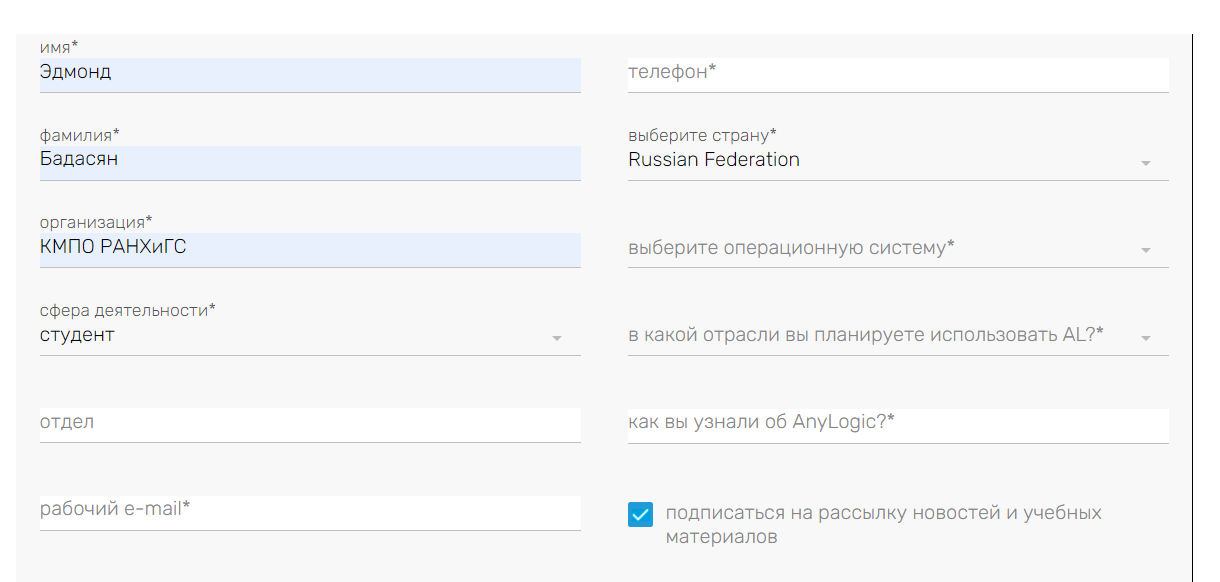 имя*
Эдмонд
телефон*
фамилия*
Бадасян
выберите страну*
Russian Federation
организация*
КМПО РАНХиГС
выберите операционную систему*
сфера деятельности*
студент
в какой отрасли вы планируете использовать AL?*
отдел
как вы узнали об AnyLogic?*
рабочий e-mail*
подписаться на рассылку новостей и учебных
материалов